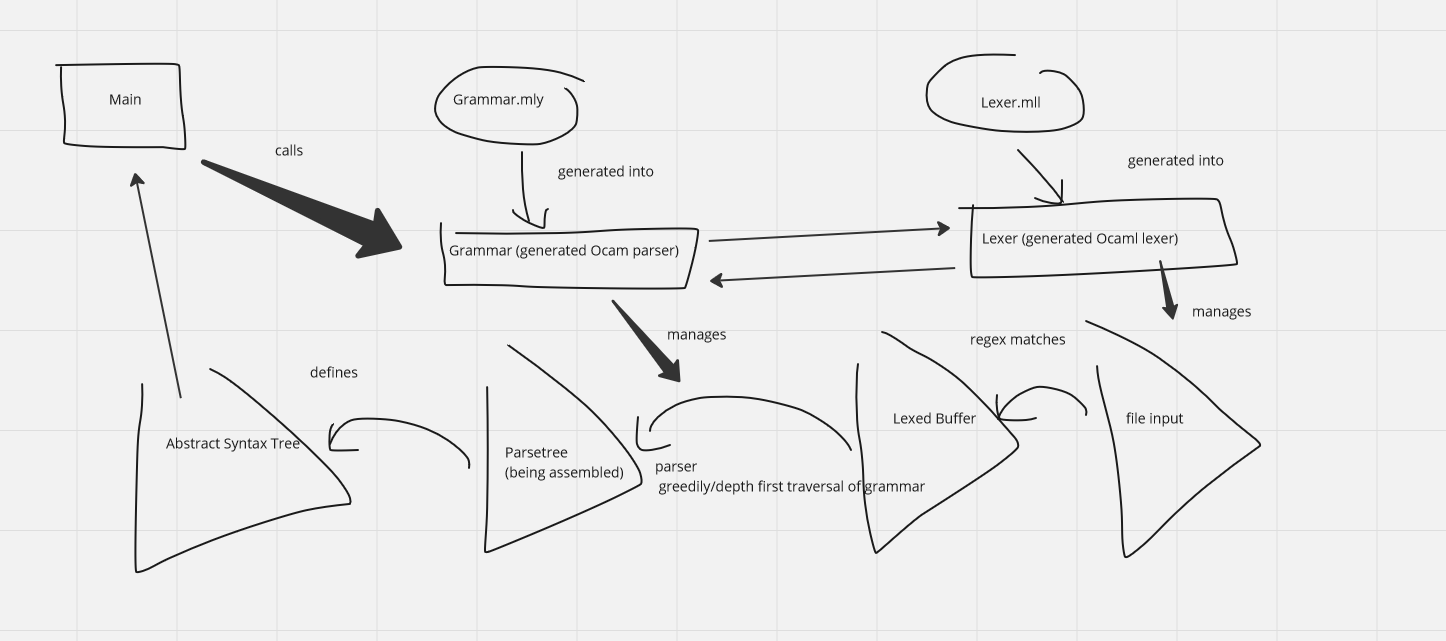 Main
Grammar.mly
Lexer.mll
calls
generated into
generated into
Grammar (generated Ocam parser)
Lexer (generated Ocaml lexer)
manages
manages
regex matches
defines
Abstract Syntax Tree
Parsetree
(being assembled)
parser
greedily/depth first traversal of grammar
Lexed Buffer
file input